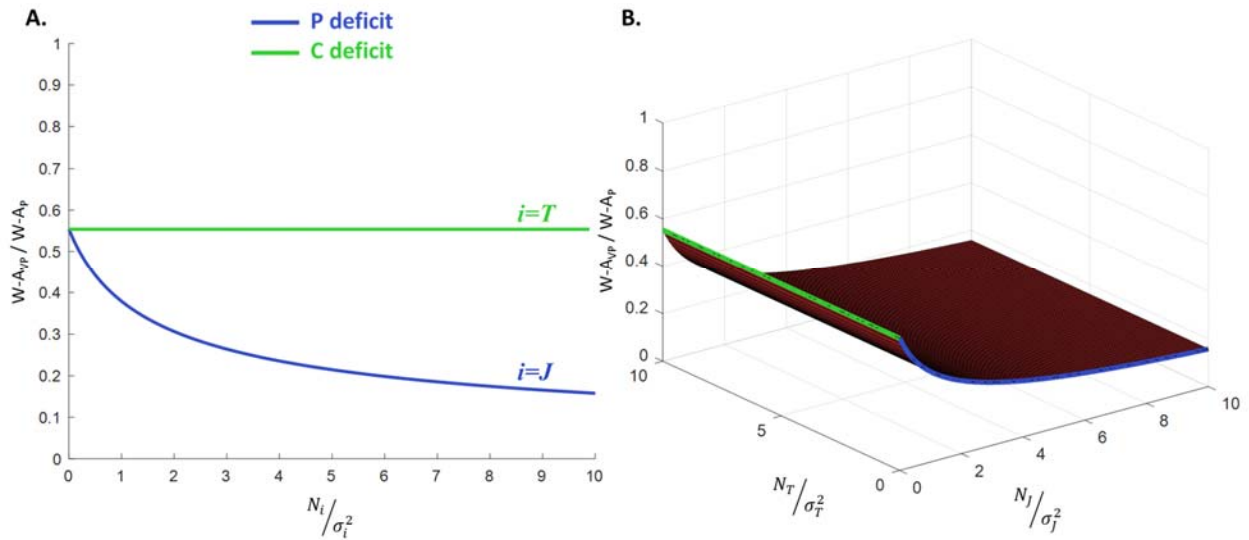 A.
P deficit
C deficit
1
0.9
0.8
0.7
0.6
0.5
0.4
0.3
0.2
0.1
0
W-A_VP / W-A_P
i=T
i=J
0 1 2 3 4 5 6 7 8 9 10
N_i/σ_i^2
B.
1
0.8
0.6
0.4
0.2
0
W-A_VP / W-A_P
10
5
0
N_T/σ_T^2
0
2
4
6
8
10
N_J/σ_J^2